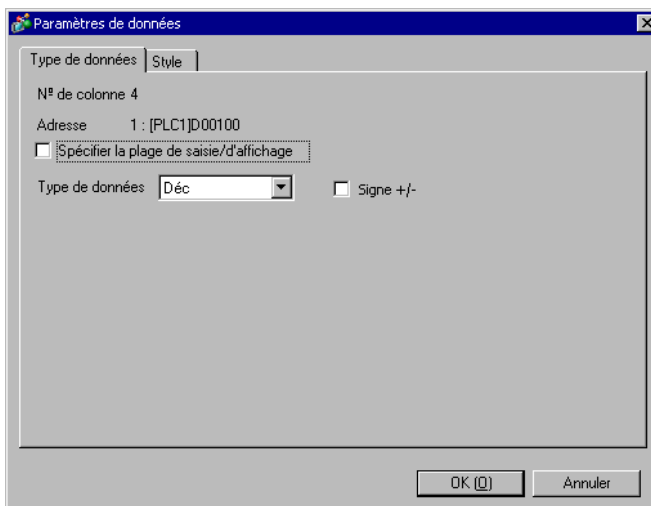 Paramètres de données
Type de données Style
Nº de colonne 4
Adresse 1 : [PLC1]D00100
Spécifier la plage de saisie/d'affichage
Type de données Déc Signe +/-
OK (O) Annuler